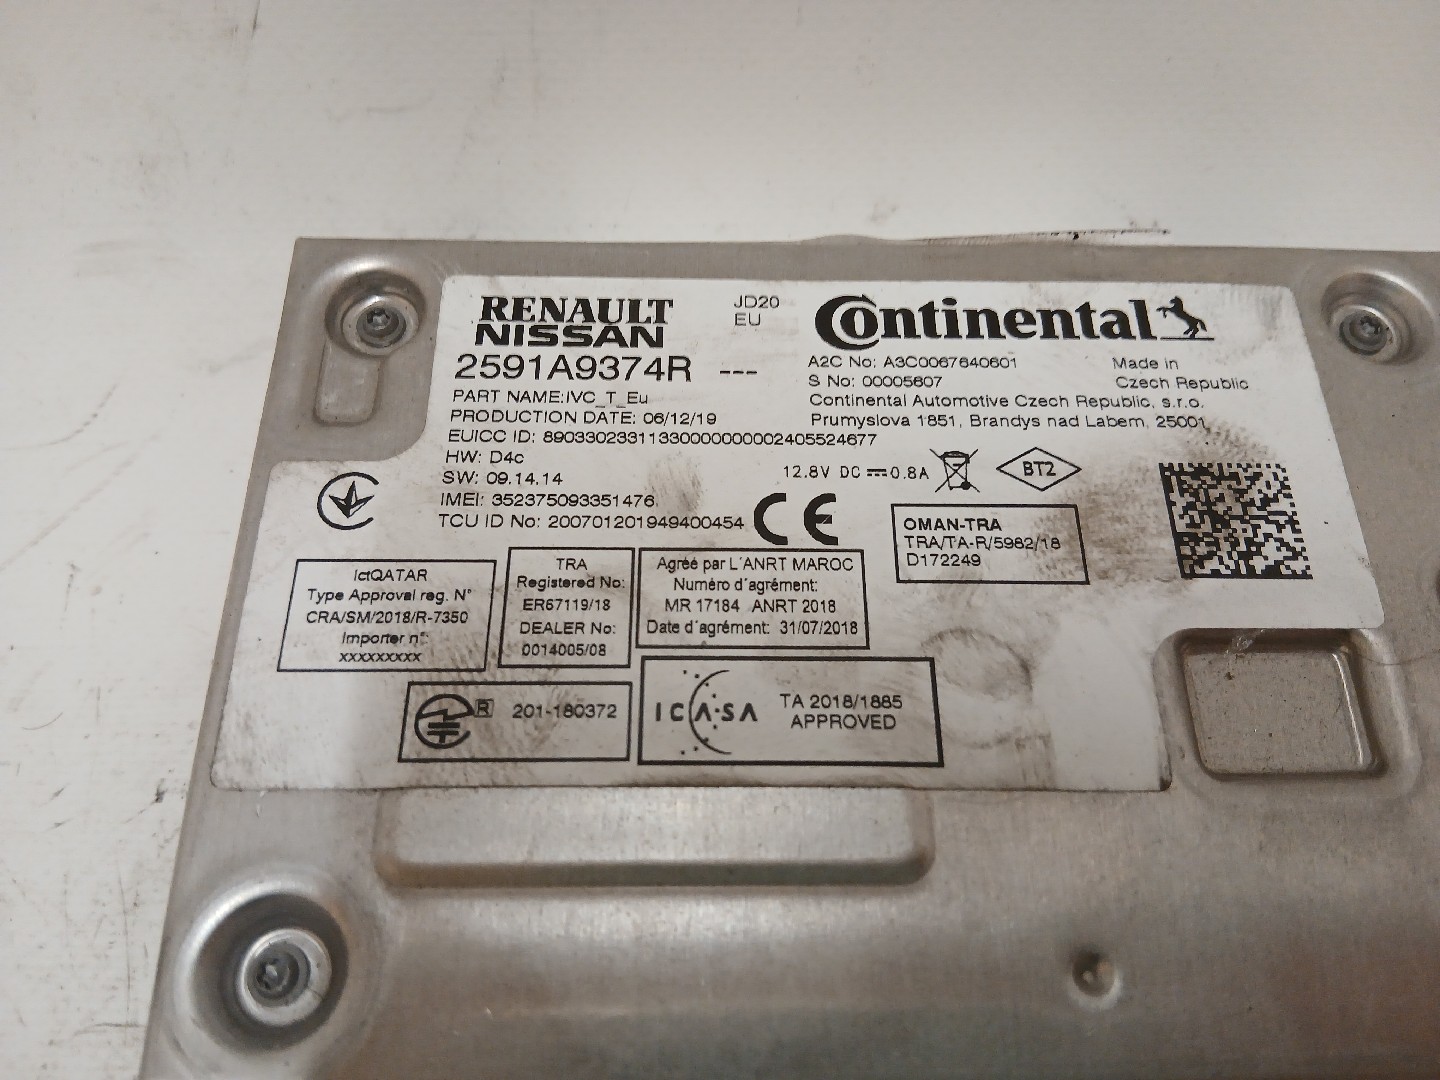 RENAULT
NISSAN
2591A9374R ---
JD20
EU
Continental
A2C No: A3C0067640601
S No: 00005607
Made in
Czech Republic
Continental Automotive Czech Republic, s.r.o.
Prumyslova 1851, Brandys nad Labem, 25001
PART NAME:IVC_T_Eu
PRODUCTION DATE: 06/12/19
EUICC ID: 89033023311330000000002405524677
HW: D4c
SW: 09.14.14
IMEI: 352375093351476
TCU ID No: 200701201949400454
12.8V DC 0.8A
BT2
CE
OMAN-TRA
TRA/TA-R/5982/18
D172249
IctQATAR
Type Approval reg. N°
CRA/SM/2018/R-7350
Importer n°:
xxxxxxxxx
TRA
Registered No:
ER67119/18
DEALER No:
0014005/08
Agréé par L'ANRT MAROC
Numéro d'agrément:
MR 17184 ANRT 2018
Date d'agrément: 31/07/2018
R 201-180372
ICASA
TA 2018/1885
APPROVED